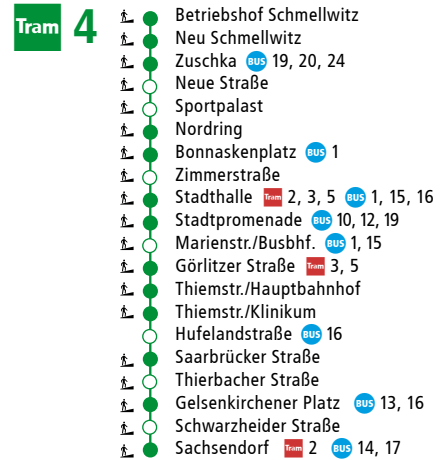 Tram 4
Betriebshof Schmellwitz
Neu Schmellwitz
Zuschka BUS 19, 20, 24
Neue Straße
Sportpalast
Nordring
Bonnaskenplatz BUS 1
Zimmerstraße
Stadthalle Tram 2, 3, 5 BUS 1, 15, 16
Stadtpromenade BUS 10, 12, 19
Marienstr./Busbhf. BUS 1, 15
Görlitzer Straße Tram 3, 5
Thiemstr./Hauptbahnhof
Thiemstr./Klinikum
Hufelandstraße BUS 16
Saarbrücker Straße
Thierbacher Straße
Gelsenkirchener Platz BUS 13, 16
Schwarzheider Straße
Sachsendorf Tram 2 BUS 14, 17